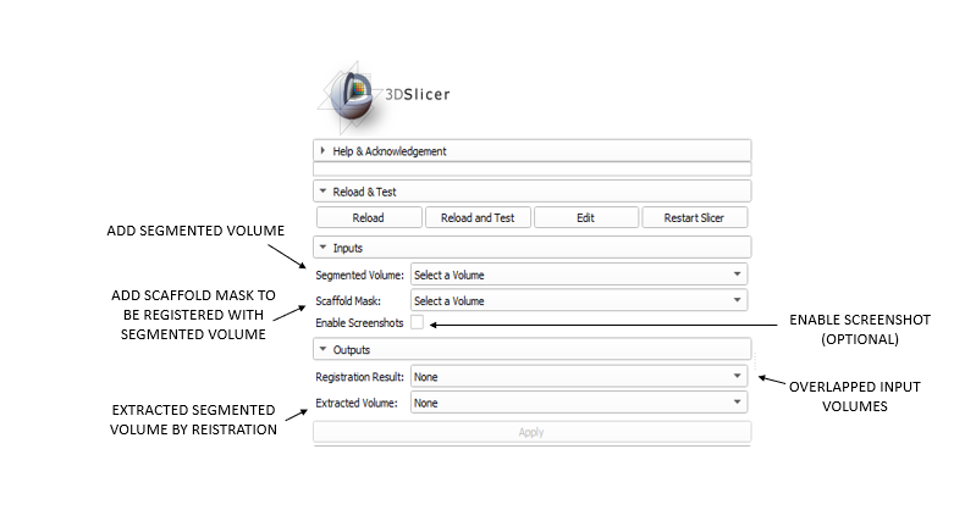 3DSlicer
Help & Acknowledgement
Reload & Test
Reload
Reload and Test
Edit
Restart Slicer
ADD SEGMENTED VOLUME
Inputs
Segmented Volume: Select a Volume
ADD SCAFFOLD MASK TO
BE REGISTERED WITH
SEGMENTED VOLUME
Scaffold Mask: Select a Volume
Enable Screenshots
ENABLE SCREENSHOT
(OPTIONAL)
Outputs
Registration Result: None
OVERLAPPED INPUT
VOLUMES
Extracted Volume: None
EXTRACTED SEGMENTED
VOLUME BY REISTRATION
Apply